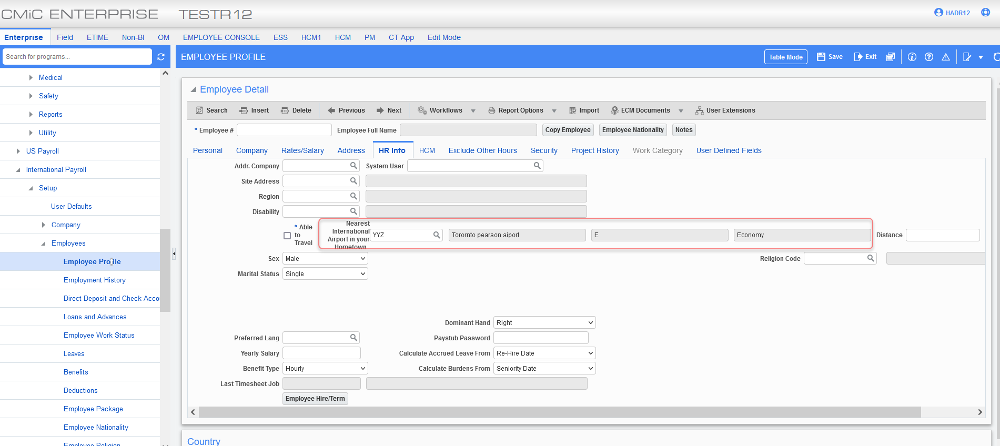 CMiC ENTERPRISE TESTR12
HADR12
Enterprise Field ETIME Non-BI OM EMPLOYEE CONSOLE ESS HCM1 HCM PM CT App Edit Mode
Search for programs...
EMPLOYEE PROFILE
Table Mode Save Exit
Medical
Safety
Reports
Utility
US Payroll
International Payroll
Setup
User Defaults
Company
Employees
Employee Profile
Employment History
Direct Deposit and Check Acco
Loans and Advances
Employee Work Status
Leaves
Benefits
Deductions
Employee Package
Employee Nationality
Employee Religion
Employee Detail
Search Insert Delete Previous Next Workflows Report Options Import ECM Documents User Extensions
* Employee # Employee Full Name Copy Employee Employee Nationality Notes
Personal Company Rates/Salary Address HR Info HCM Exclude Other Hours Security Project History Work Category User Defined Fields
Addr. Company System User
Site Address
Region
Disability
* Able
to
Travel
Nearest
International
Airport in your
Hometown
YYZ Torornto pearson aiport E Economy Distance
Sex Male Religion Code
Marital Status Single
Dominant Hand Right
Preferred Lang Paystub Password
Yearly Salary Calculate Accrued Leave From Re-Hire Date
Benefit Type Hourly Calculate Burdens From Seniority Date
Last Timesheet Job
Employee Hire/Term
Country